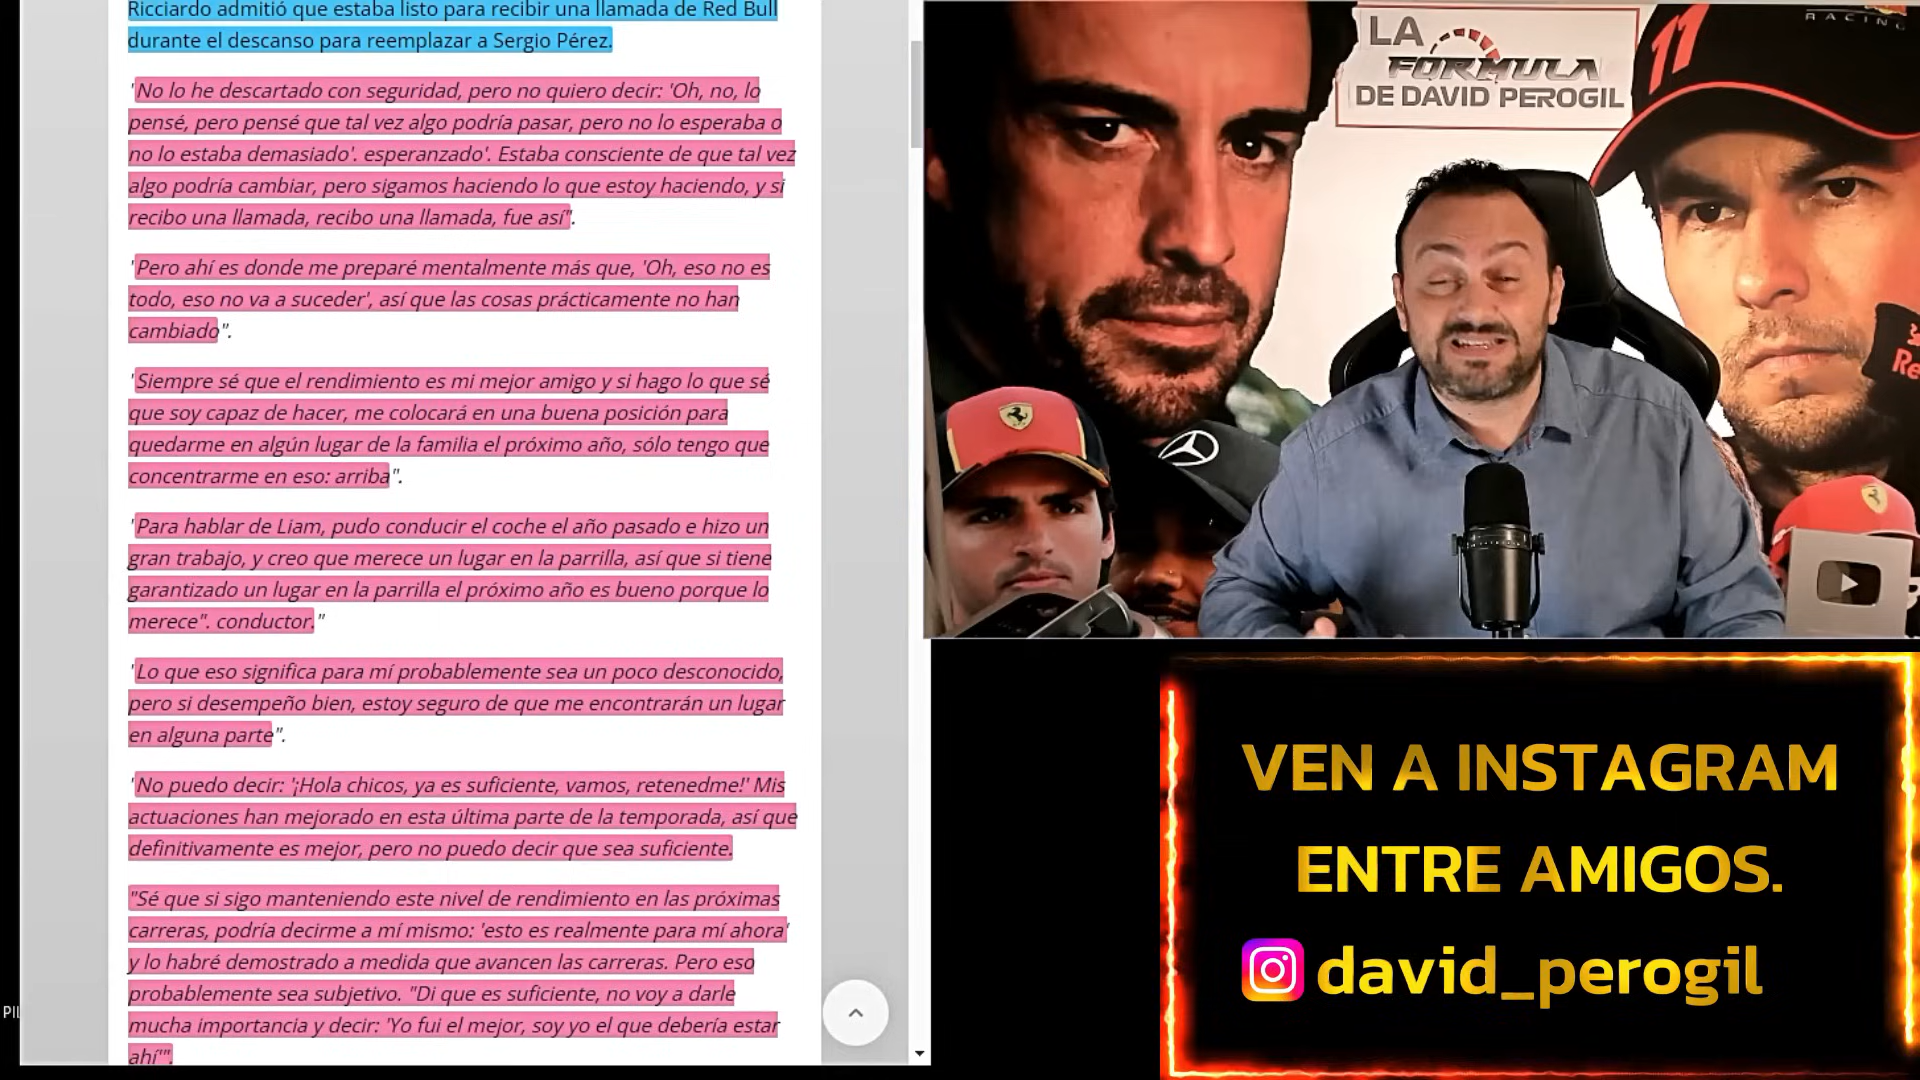 Ricciardo admitió que estaba listo para recibir una llamada de Red Bull
durante el descanso para reemplazar a Sergio Pérez.
'No lo he descartado con seguridad, pero no quiero decir: 'Oh, no, lo
pensé, pero pensé que tal vez algo podría pasar, pero no lo esperaba o
no lo estaba demasiado'. esperanzado'. Estaba consciente de que tal vez
algo podría cambiar, pero sigamos haciendo lo que estoy haciendo, y si
recibo una llamada, recibo una llamada, fue así".
'Pero ahí es donde me preparé mentalmente más que, 'Oh, eso no es
todo, eso no va a suceder', así que las cosas prácticamente no han
cambiado".
'Siempre sé que el rendimiento es mi mejor amigo y si hago lo que sé
que soy capaz de hacer, me colocará en una buena posición para
quedarme en algún lugar de la familia el próximo año, sólo tengo que
concentrarme en eso: arriba".
'Para hablar de Liam, pudo conducir el coche el año pasado e hizo un
gran trabajo, y creo que merece un lugar en la parrilla, así que si tiene
garantizado un lugar en la parrilla el próximo año es bueno porque lo
merece". conductor."
'Lo que eso significa para mí probablemente sea un poco desconocido,
pero si desempeño bien, estoy seguro de que me encontrarán un lugar
en alguna parte".
'No puedo decir: '¡Hola chicos, ya es suficiente, vamos, retenedme!' Mis
actuaciones han mejorado en esta última parte de la temporada, así que
definitivamente es mejor, pero no puedo decir que sea suficiente.
"Sé que si sigo manteniendo este nivel de rendimiento en las próximas
carreras, podría decirme a mí mismo: 'esto es realmente para mí ahora'
y lo habré demostrado a medida que avancen las carreras. Pero eso
probablemente sea subjetivo. "Di que es suficiente, no voy a darle
mucha importancia y decir: 'Yo fui el mejor, soy yo el que debería estar
ahí'".
LA
FORMULA
DE DAVID PEROGIL
RACING
11
Re
VEN A INSTAGRAM
ENTRE AMIGOS.
david_perogil